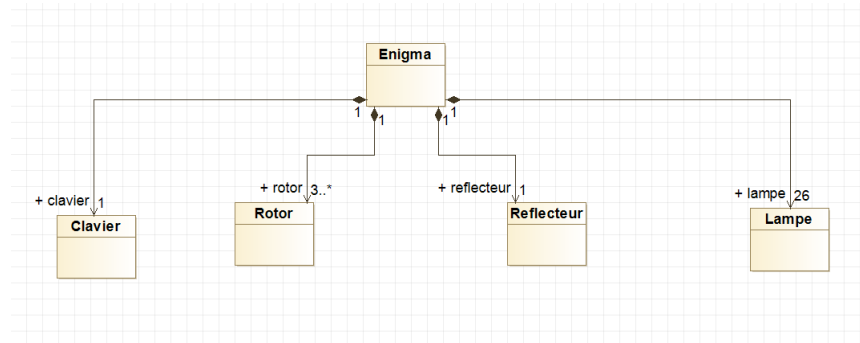 Enigma
1
1
1
1
+ clavier 1
+ rotor 3..*
+ reflecteur 1
+ lampe 26
Clavier
Rotor
Reflecteur
Lampe